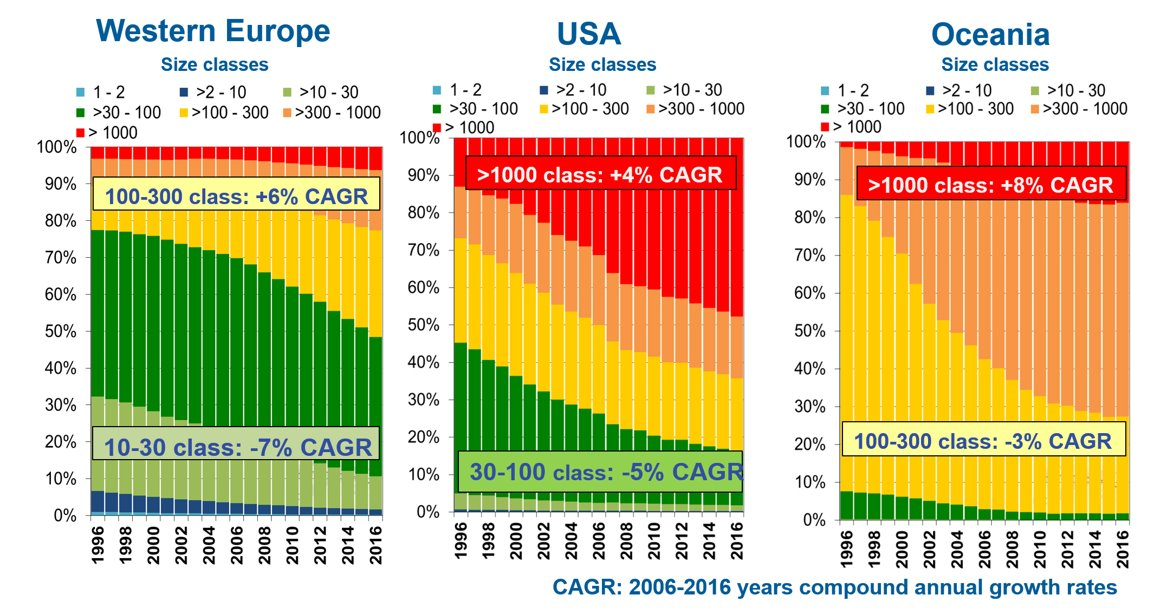 Western Europe
Size classes
1 - 2 >2 - 10 >10 - 30
>30 - 100 >100 - 300 >300 - 1000
> 1000
100%
90%
80%
70%
60%
50%
40%
30%
20%
10%
0%
100-300 class: +6% CAGR
10-30 class: -7% CAGR
1996 1998 2000 2002 2004 2006 2008 2010 2012 2014 2016
USA
Size classes
1 - 2 >2 - 10 >10 - 30
>30 - 100 >100 - 300 >300 - 1000
> 1000
100%
90%
80%
70%
60%
50%
40%
30%
20%
10%
0%
>1000 class: +4% CAGR
30-100 class: -5% CAGR
1996 1998 2000 2002 2004 2006 2008 2010 2012 2014 2016
Oceania
Size classes
1 - 2 >2 - 10 >10 - 30
>30 - 100 >100 - 300 >300 - 1000
> 1000
100%
90%
80%
70%
60%
50%
40%
30%
20%
10%
0%
>1000 class: +8% CAGR
100-300 class: -3% CAGR
1996 1998 2000 2002 2004 2006 2008 2010 2012 2014 2016
CAGR: 2006-2016 years compound annual growth rates